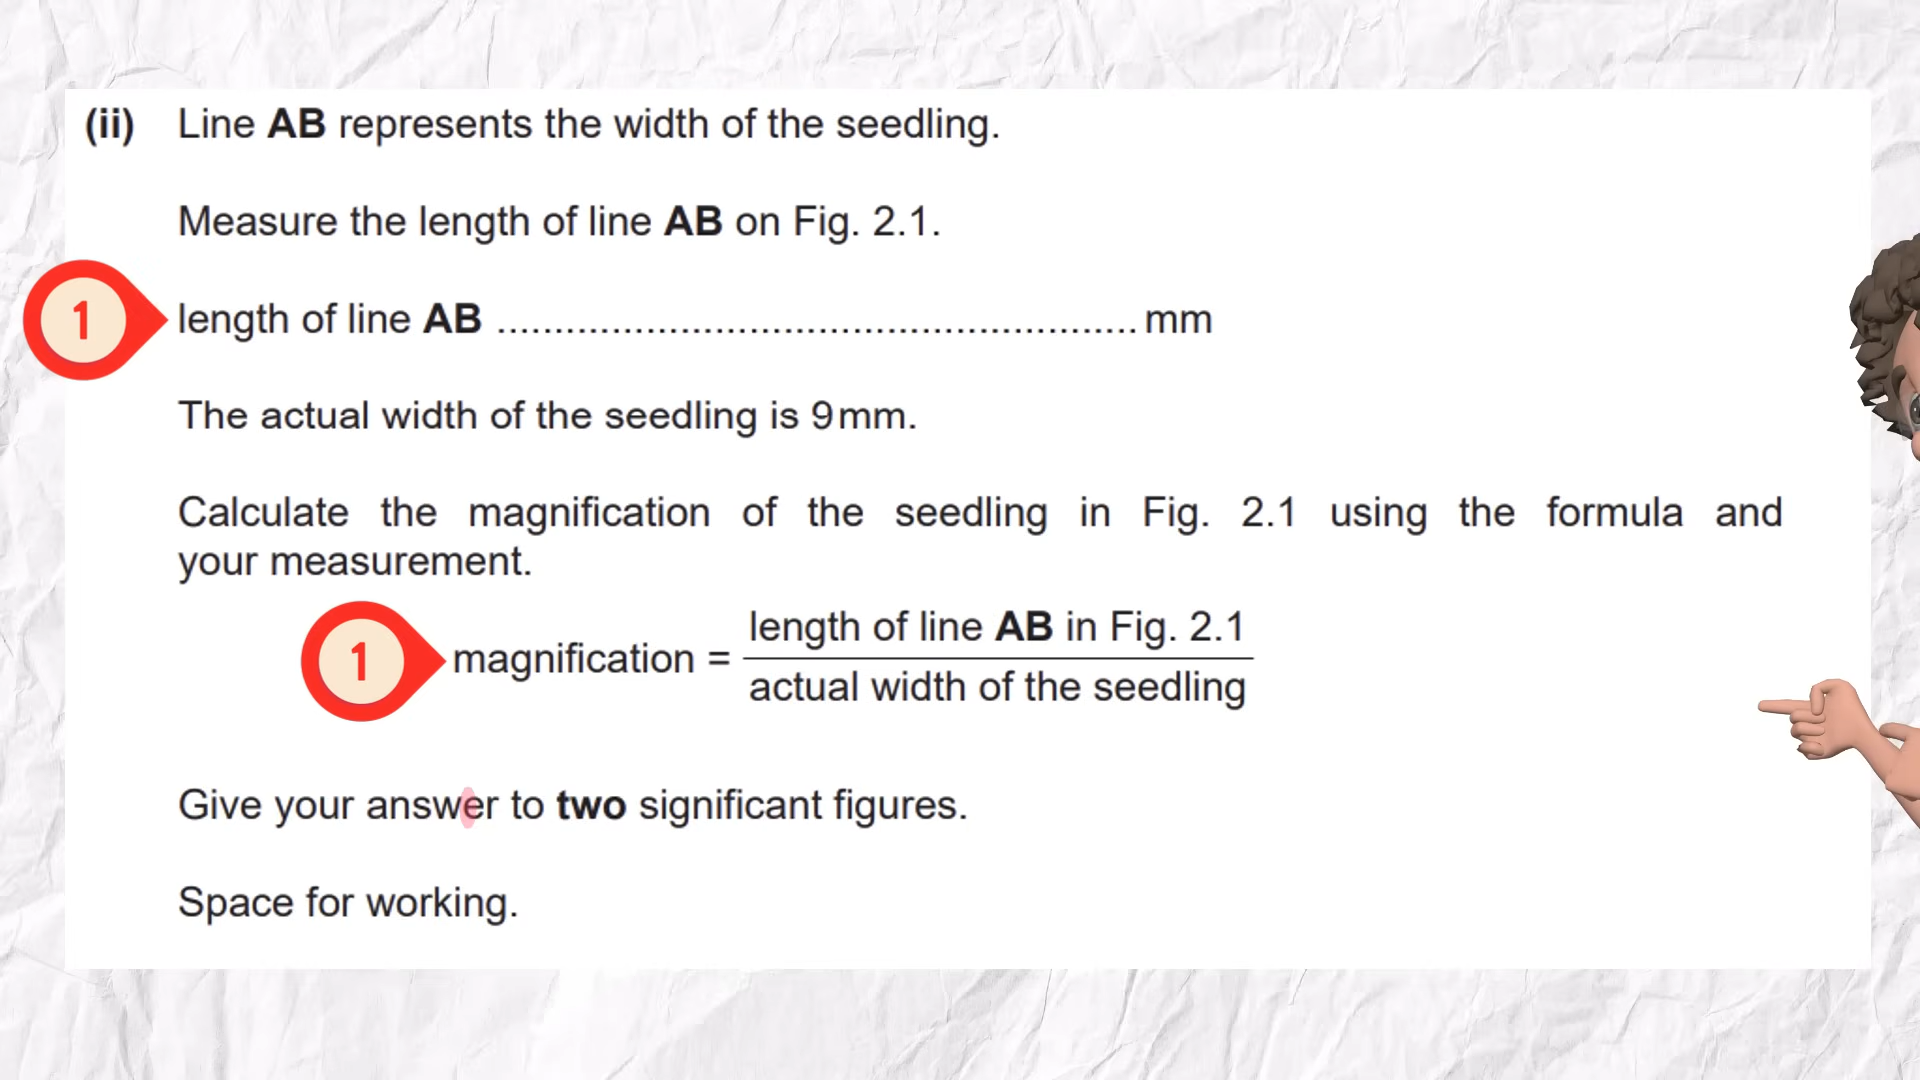 (ii) Line AB represents the width of the seedling.
Measure the length of line AB on Fig. 2.1.
1 length of line AB ........................................................ mm
The actual width of the seedling is 9 mm.
Calculate the magnification of the seedling in Fig. 2.1 using the formula and
your measurement.
1 magnification = length of line AB in Fig. 2.1
actual width of the seedling
Give your answer to two significant figures.
Space for working.